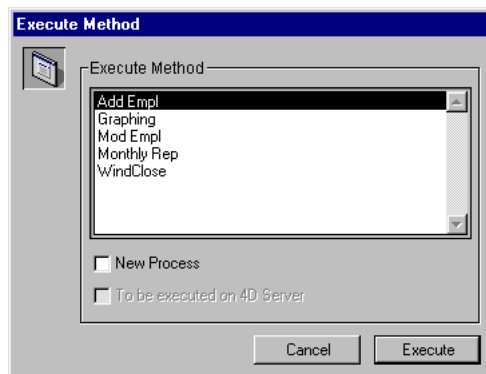 Execute Method
Execute Method
Add Empl
Graphing
Mod Empl
Monthly Rep
WindClose
New Process
To be executed on 4D Server
Cancel
Execute